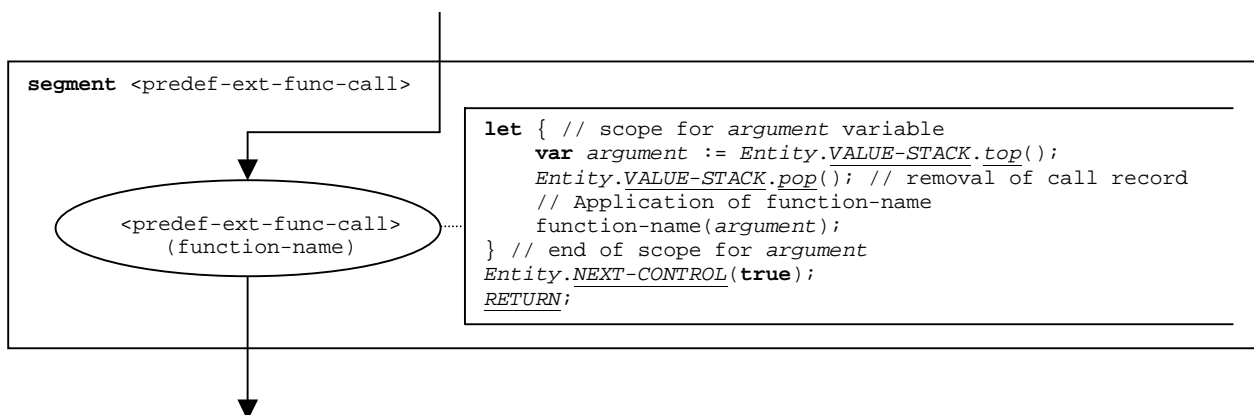 segment <predef-ext-func-call>
<predef-ext-func-call>
(function-name)
let { // scope for argument variable
var argument := Entity.VALUE-STACK.top();
Entity.VALUE-STACK.pop(); // removal of call record
// Application of function-name
function-name(argument);
} // end of scope for argument
Entity.NEXT-CONTROL(true);
RETURN;